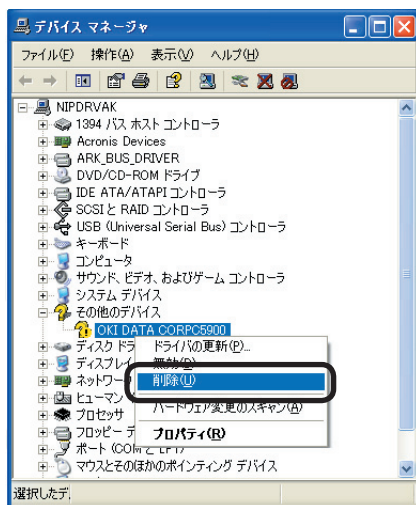 デバイス マネージャ
ファイル(F) 操作(A) 表示(V) ヘルプ(H)
NIPDRVAK
1394 バス ホスト コントローラ
Acronis Devices
ARK_BUS_DRIVER
DVD/CD-ROM ドライブ
IDE ATA/ATAPI コントローラ
SCSI と RAID コントローラ
USB (Universal Serial Bus) コントローラ
キーボード
コンピュータ
サウンド、ビデオ、およびゲーム コントローラ
システム デバイス
その他のデバイス
OKI DATA CORPC5900
ディスク ドラ
ディスプレイ
ネットワー
ヒューマン
プロセッサ
フロッピー デ
ポート (COM と LPT)
マウスとそのほかのポインティング デバイス
ドライバの更新(P)...
無効(D)
削除(U)
ハードウェア変更のスキャン(A)
プロパティ(R)
選択したデ